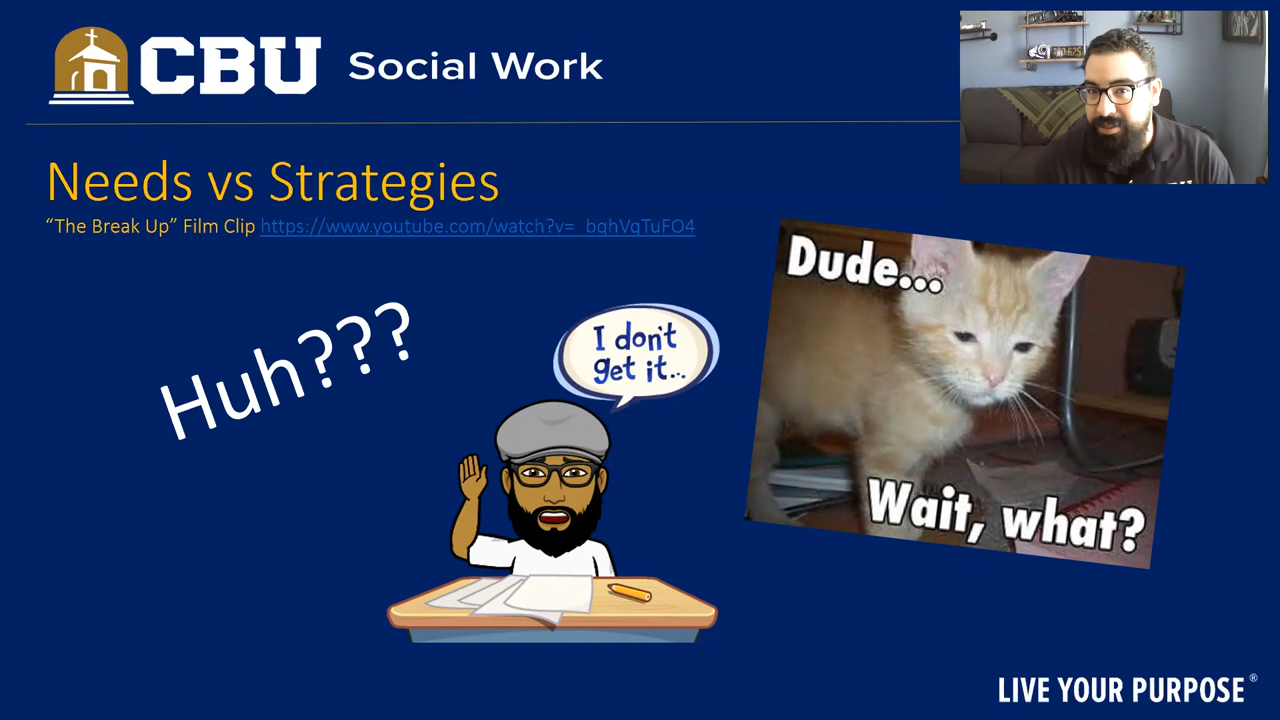 CBU Social Work
Needs vs Strategies
“The Break Up” Film Clip https://www.youtube.com/watch?v=_bqhVqTuFO4
Huh???
I don't
get it...
Dude...
Wait, what?
LIVE YOUR PURPOSE®